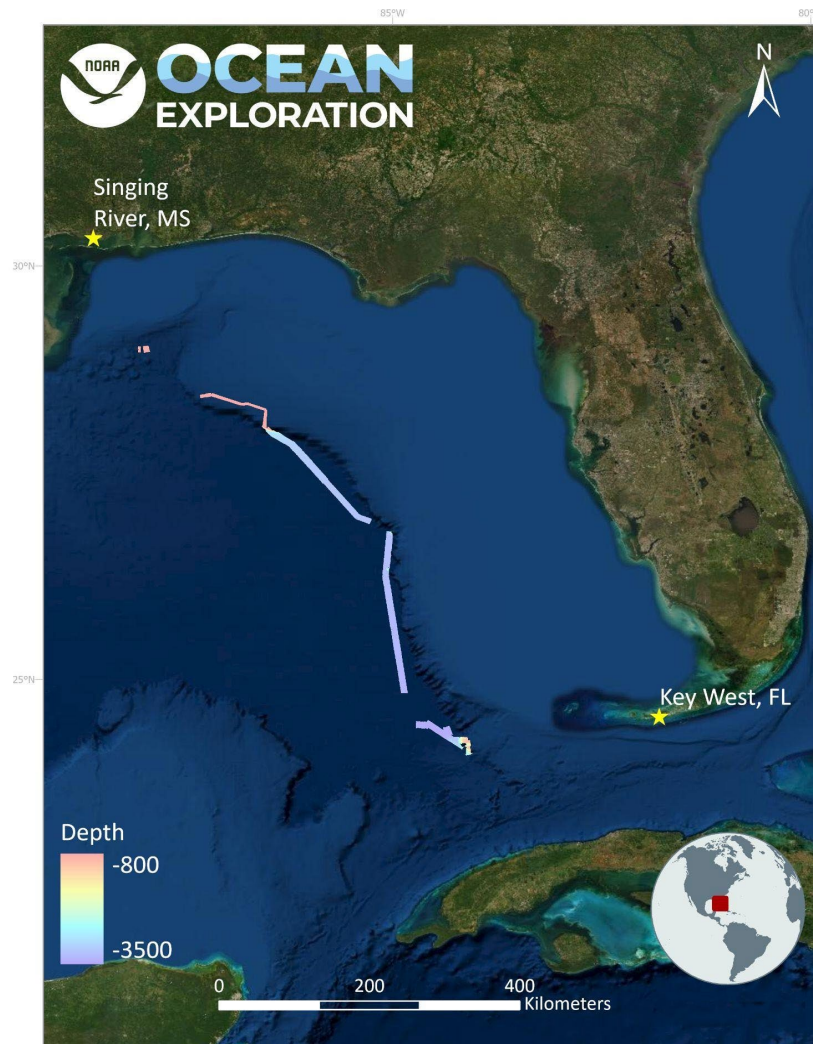 85°W
80°
NOAA
OCEAN
EXPLORATION
N
Singing
River, MS
30°N
25°N
Key West, FL
Depth
-800
-3500
0
200
400
Kilometers